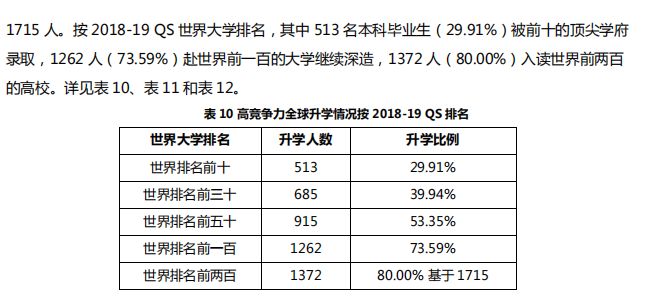 1715 人。按 2018-19 QS 世界大学排名，其中 513 名本科毕业生（29.91%）被前十的顶尖学府
录取，1262 人（73.59%）赴世界前一百的大学继续深造，1372 人（80.00%）入读世界前两百
的高校。详见表 10、表 11 和表 12。
表 10 高竞争力全球升学情况按 2018-19 QS 排名
世界大学排名 升学人数 升学比例
世界排名前十 513 29.91%
世界排名前三十 685 39.94%
世界排名前五十 915 53.35%
世界排名前一百 1262 73.59%
世界排名前两百 1372 80.00% 基于 1715